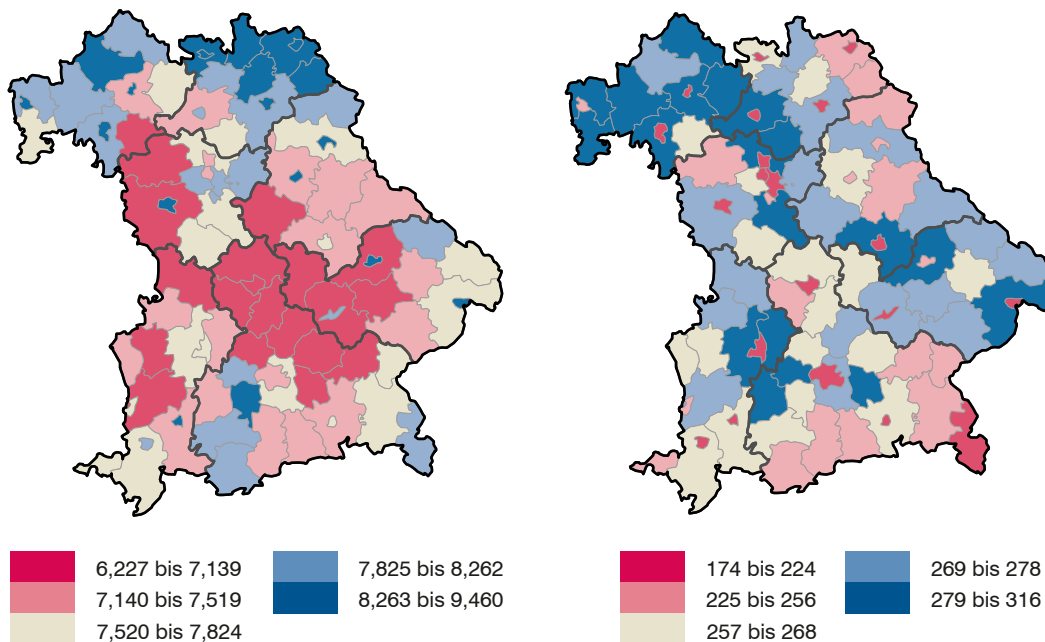 6,227 bis 7,139
7,140 bis 7,519
7,520 bis 7,824
7,825 bis 8,262
8,263 bis 9,460
174 bis 224
225 bis 256
257 bis 268
269 bis 278
279 bis 316